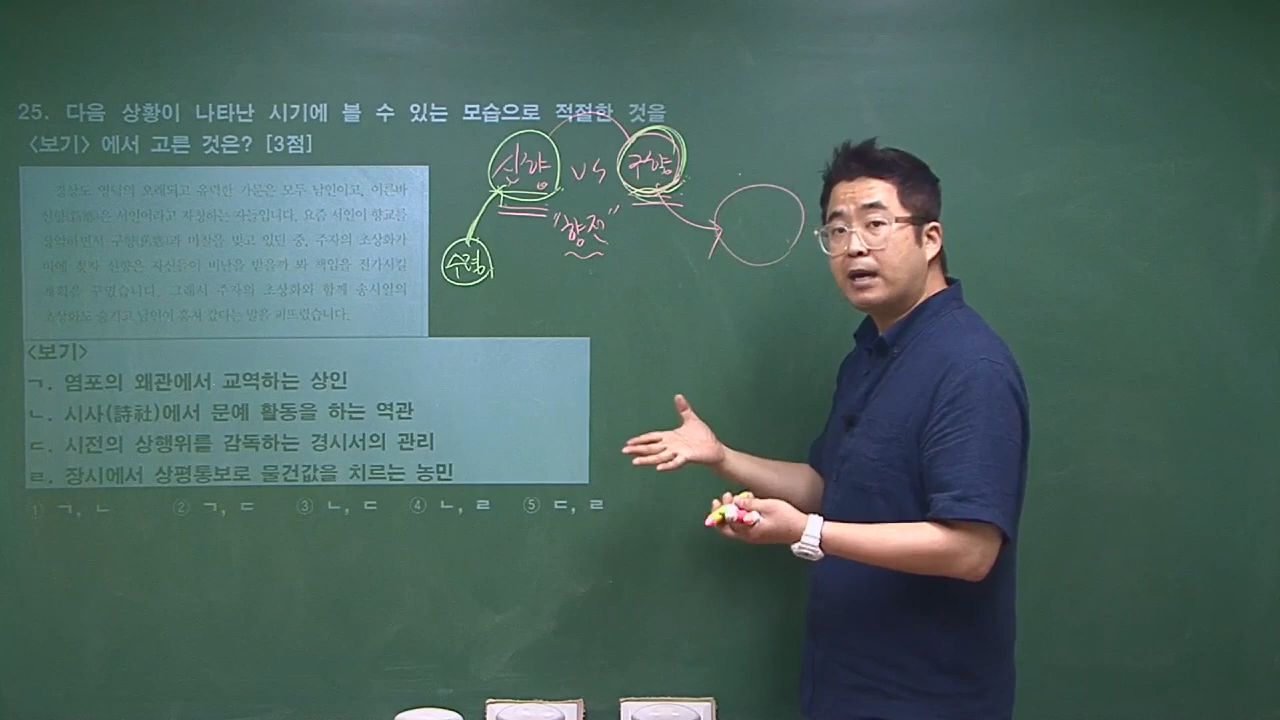 25. 다음 상황이 나타난 시기에 볼 수 있는 모습으로 적절한 것을
<보기> 에서 고른 것은? [3점]
경상도 영덕의 오래되고 유력한 가문은 모두 남인이고, 이른바
신향(新鄕)은 서인이라고 자칭하는 자들입니다. 요즘 서인이 향교를
장악하면서 구향(舊鄕)과 마찰을 빚고 있던 중, 주자의 초상화가
비에 젖자 신향은 자신들이 비난을 받을까 봐 책임을 전가시킬
계획을 꾸몄습니다. 그래서 주자의 초상화와 함께 송시열의
초상화도 숨기고 남인이 훔쳐 갔다는 말을 퍼뜨렸습니다.
신향 vs 구향
"향전"
수령
<보기>
ㄱ. 염포의 왜관에서 교역하는 상인
ㄴ. 시사(詩社)에서 문예 활동을 하는 역관
ㄷ. 시전의 상행위를 감독하는 경시서의 관리
ㄹ. 장시에서 상평통보로 물건값을 치르는 농민
① ㄱ, ㄴ ② ㄱ, ㄷ ③ ㄴ, ㄷ ④ ㄴ, ㄹ ⑤ ㄷ, ㄹ